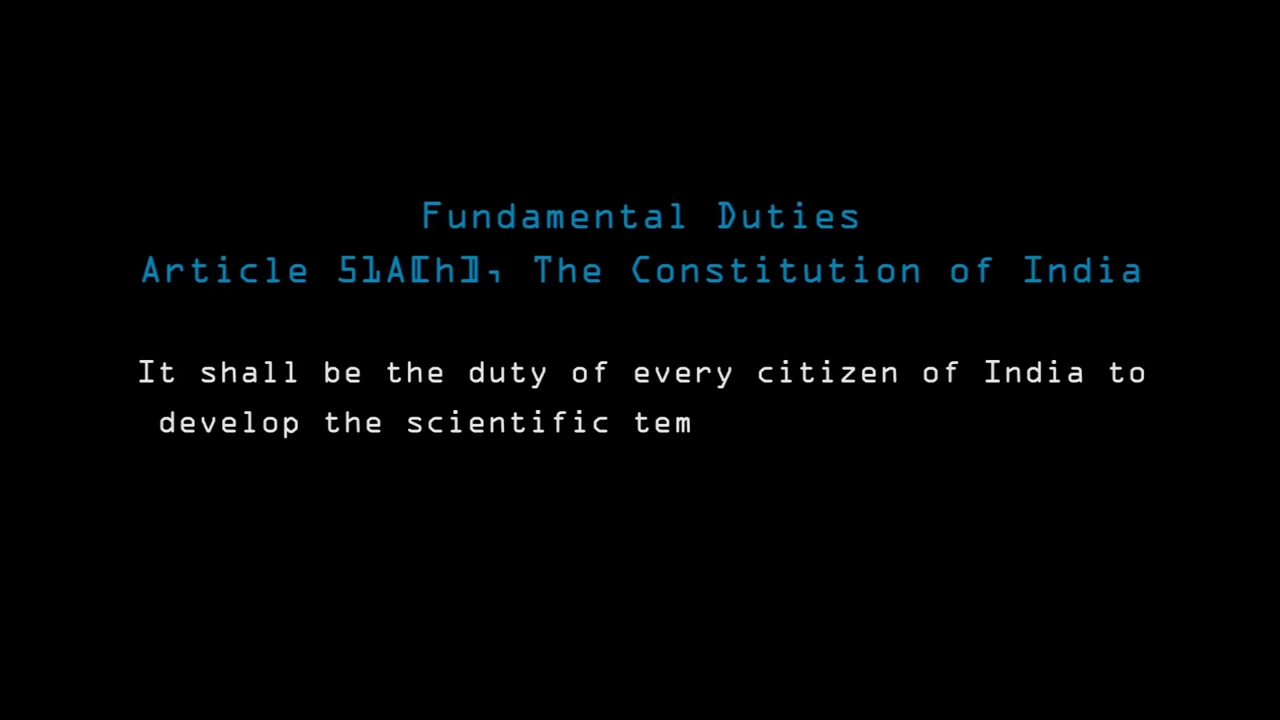 Fundamental Duties
Article 51A[h], The Constitution of India
It shall be the duty of every citizen of India to
develop the scientific tem